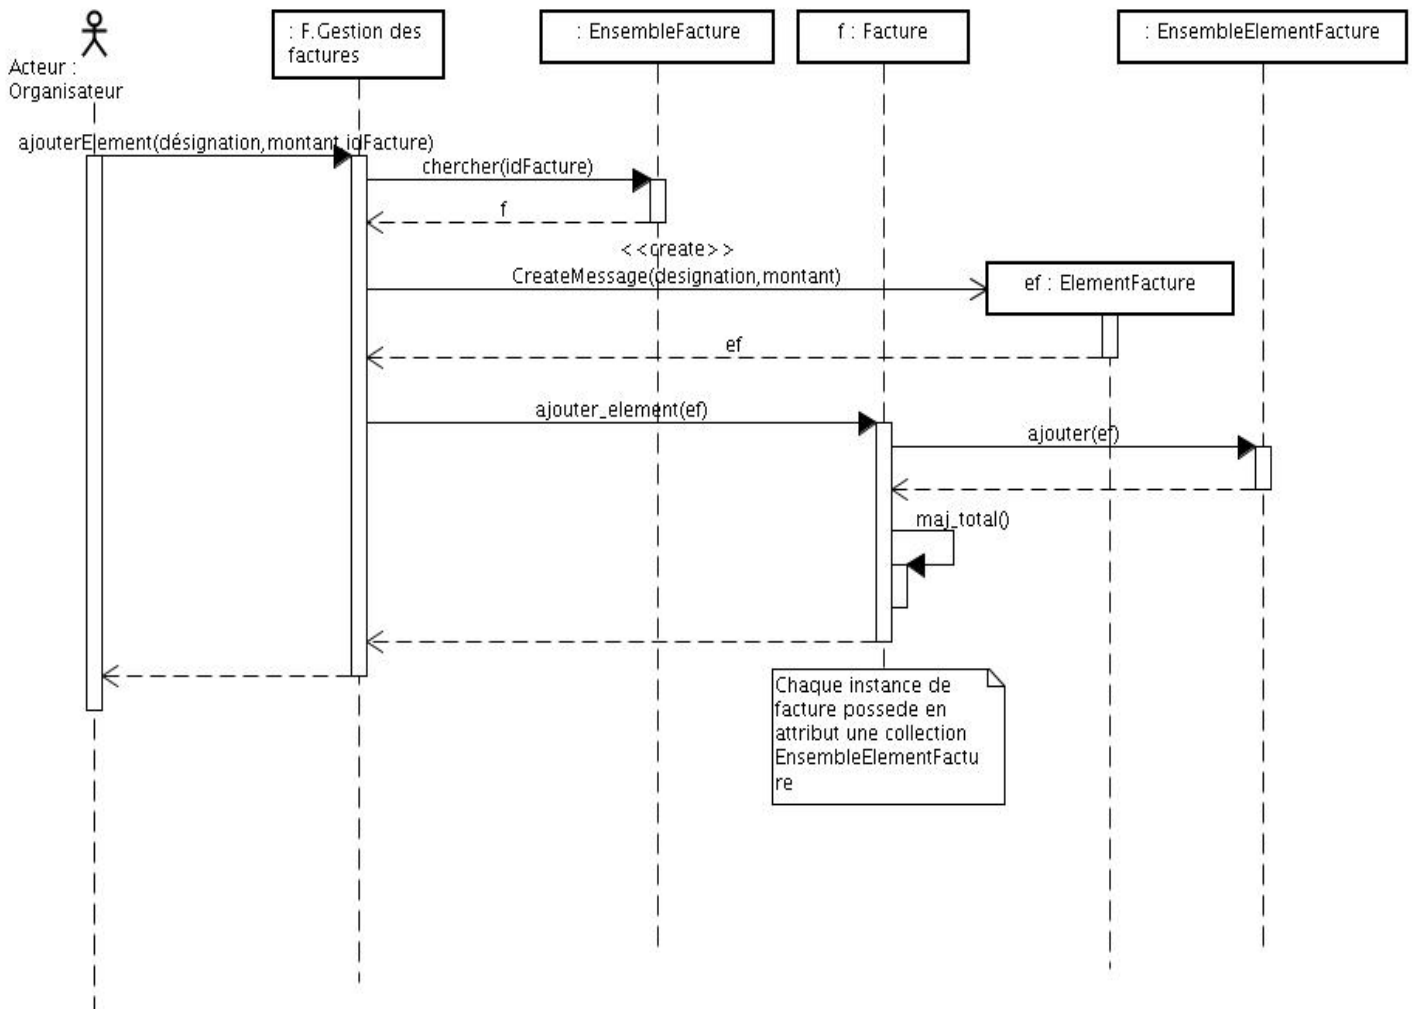 : F.Gestion des
factures
: EnsembleFacture
f : Facture
: EnsembleElementFacture
Acteur :
Organisateur
ajouterElement(désignation,montant,idFacture)
chercher(idFacture)
f
<<create>>
CreateMessage(designation,montant)
ef : ElementFacture
ef
ajouter_element(ef)
ajouter(ef)
maj_total()
Chaque instance de
facture possede en
attribut une collection
EnsembleElementFactu
re